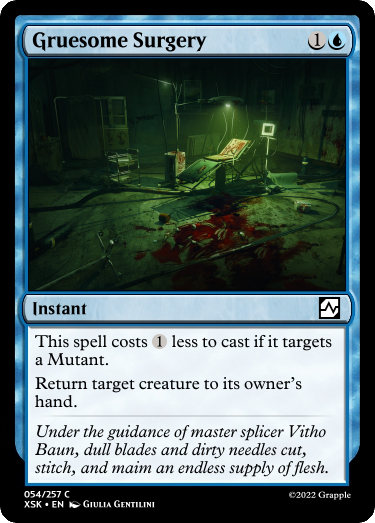 Gruesome Surgery 1
Instant
This spell costs 1 less to cast if it targets
a Mutant.
Return target creature to its owner's
hand.
Under the guidance of master splicer Vitho
Baun, dull blades and dirty needles cut,
stitch, and maim an endless supply of flesh.
054/257 C
XSK • EN Giulia Gentilini
©2022 Grapple